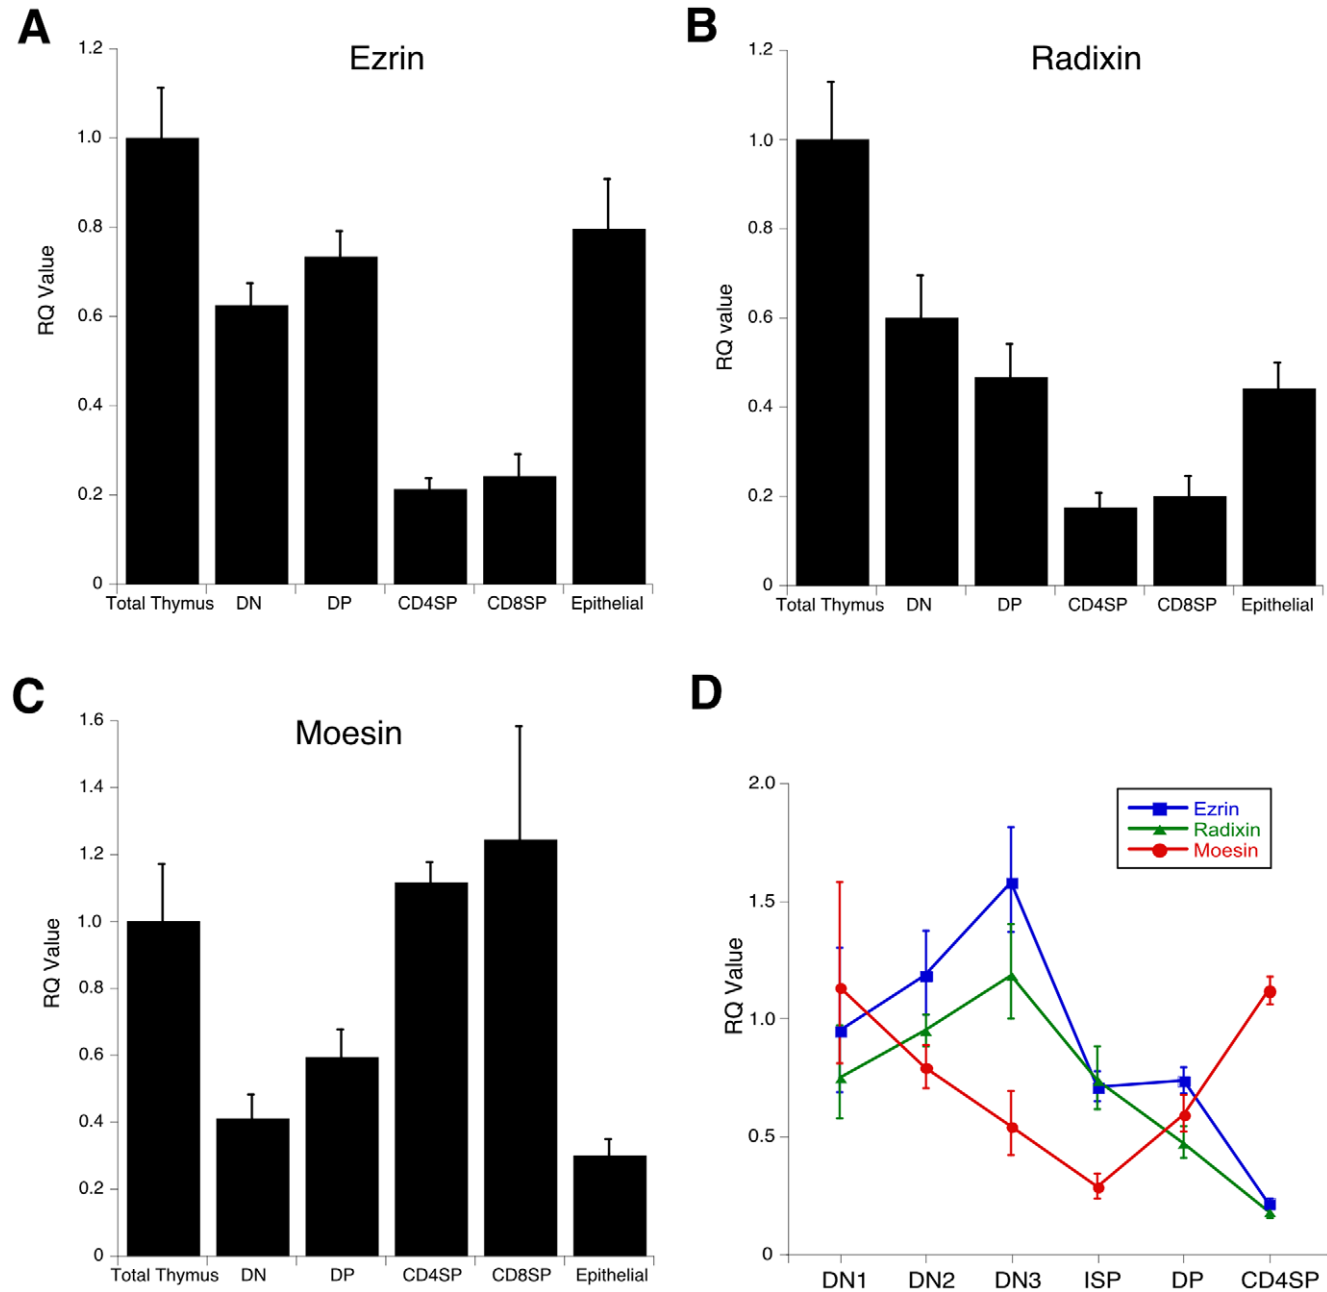 A
Ezrin
RQ Value
1.2
1.0
0.8
0.6
0.4
0.2
0
Total Thymus DN DP CD4SP CD8SP Epithelial
B
Radixin
RQ value
1.2
1.0
0.8
0.6
0.4
0.2
0
Total Thymus DN DP CD4SP CD8SP Epithelial
C
Moesin
RQ Value
1.6
1.4
1.2
1.0
0.8
0.6
0.4
0.2
0
Total Thymus DN DP CD4SP CD8SP Epithelial
D
Ezrin
Radixin
Moesin
RQ Value
2.0
1.5
1.0
0.5
0
DN1 DN2 DN3 ISP DP CD4SP